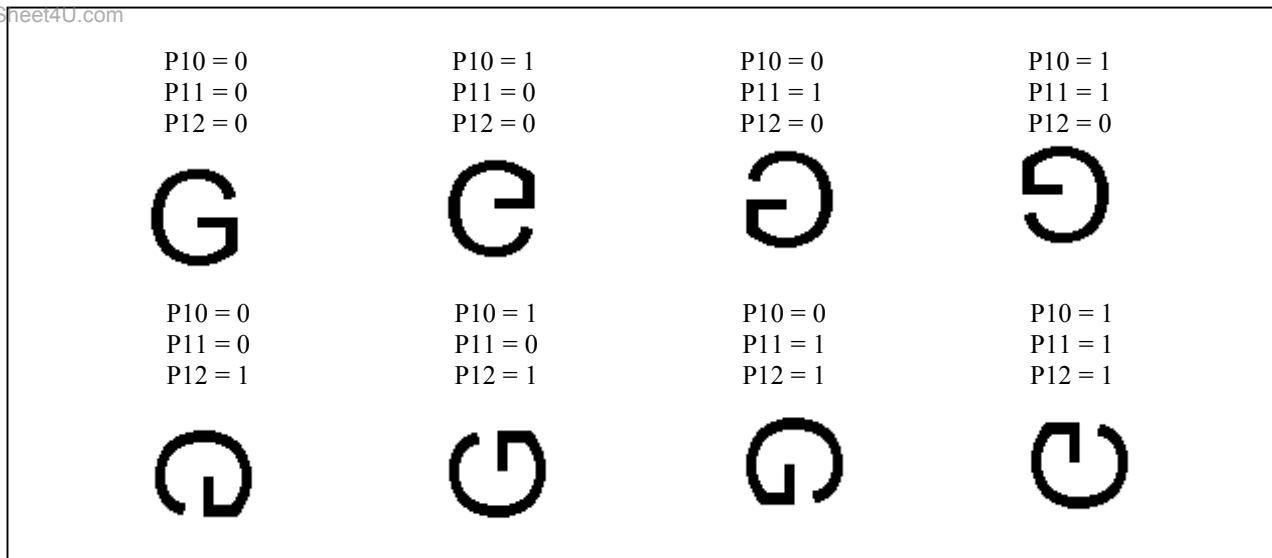 Sheet4U.com
P10 = 0 P10 = 1 P10 = 0 P10 = 1
P11 = 0 P11 = 0 P11 = 1 P11 = 1
P12 = 0 P12 = 0 P12 = 0 P12 = 0
G G G G
P10 = 0 P10 = 1 P10 = 0 P10 = 1
P11 = 0 P11 = 0 P11 = 1 P11 = 1
P12 = 1 P12 = 1 P12 = 1 P12 = 1
G G G G